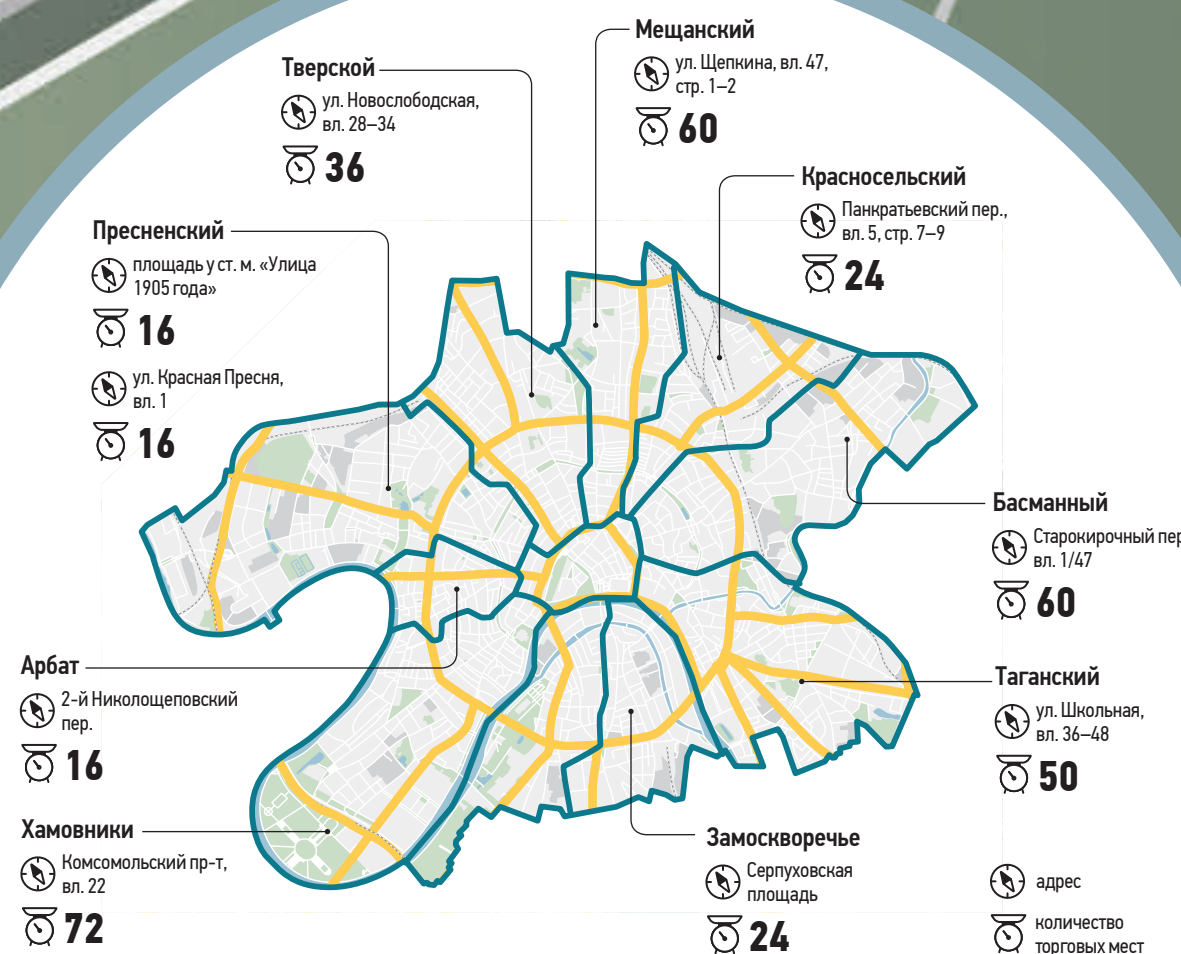 Мещанский
ул. Щепкина, вл. 47,
стр. 1–2
60
Тверской
ул. Новослободская,
вл. 28–34
36
Красносельский
Панкратьевский пер.,
вл. 5, стр. 7–9
24
Пресненский
площадь у ст. м. «Улица
1905 года»
16
ул. Красная Пресня,
вл. 1
16
Басманный
Старокирочный пер
вл. 1/47
60
Арбат
2-й Николощеповский
пер.
16
Таганский
ул. Школьная,
вл. 36–48
50
Хамовники
Комсомольский пр-т,
вл. 22
72
Замоскворечье
Серпуховская
площадь
24
адрес
количество
торговых мест